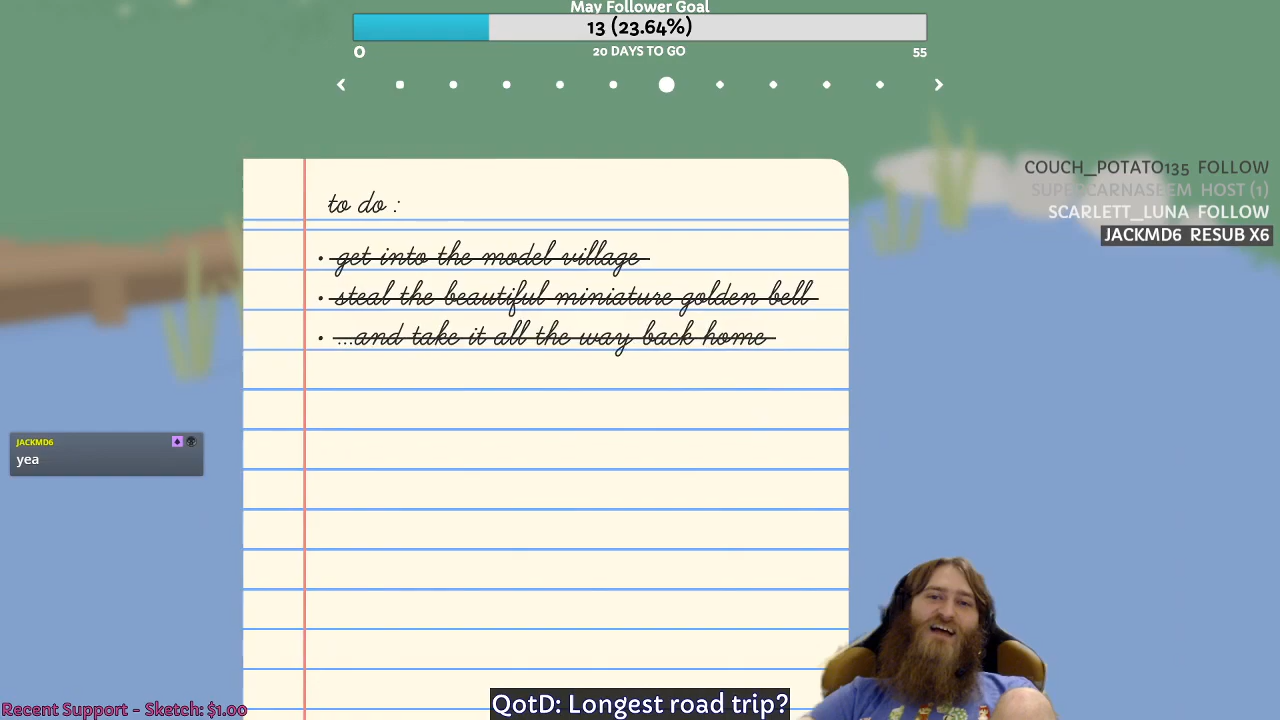 May Follower Goal
13 (23.64%)
0
20 DAYS TO GO
55
COUCH_POTATO135 FOLLOW
SUPERCARNASEEM HOST (1)
SCARLETT_LUNA FOLLOW
JACKMD6 RESUB X6
to do :
• get into the model village
• steal the beautiful miniature golden bell
• ...and take it all the way back home
JACKMD6
yea
QotD: Longest road trip?
Recent Support - Sketch: $1.00